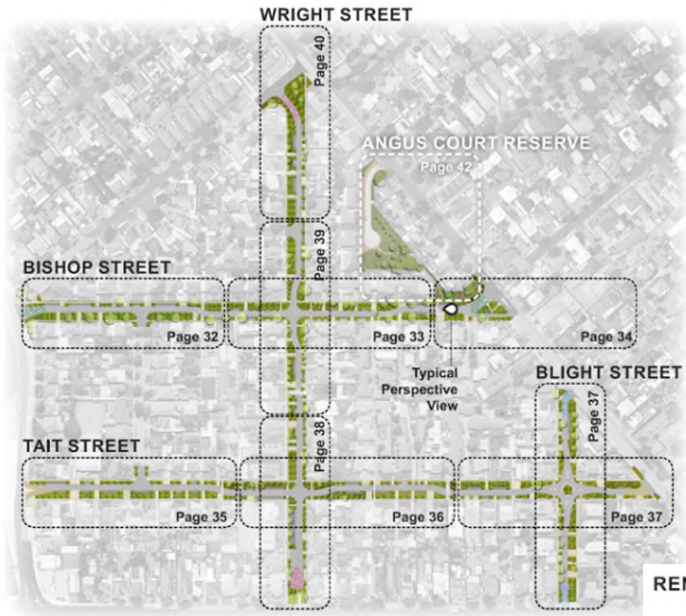 WRIGHT STREET
Page 40
ANGUS COURT RESERVE
Page 42
Page 39
BISHOP STREET
Page 32
Page 33
Page 34
Typical
Perspective
View
BLIGHT STREET
Page 37
Page 38
TAIT STREET
Page 35
Page 36
Page 37